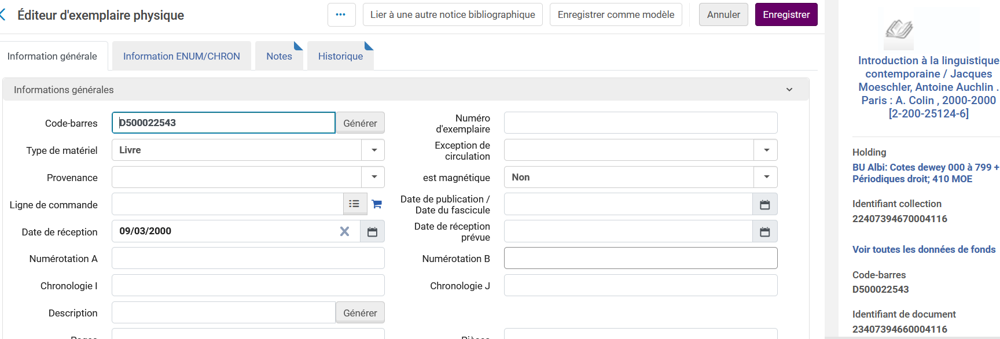 Éditeur d'exemplaire physique
Lier à une autre notice bibliographique
Enregistrer comme modèle
Annuler
Enregistrer
Information générale
Information ENUM/CHRON
Notes
Historique
Informations générales
Code-barres
D500022543
Générer
Numéro
d'exemplaire
Type de matériel
Livre
Exception de
circulation
Provenance
est magnétique
Non
Ligne de commande
Date de publication /
Date du fascicule
Date de réception
09/03/2000
Date de réception
prévue
Numérotation A
Numérotation B
Chronologie I
Chronologie J
Description
Générer
Pages
Pièces
Introduction à la linguistique
contemporaine / Jacques
Moeschler, Antoine Auchlin .
Paris : A. Colin , 2000-2000
[2-200-25124-6]
Holding
BU Albi: Cotes dewey 000 à 799 +
Périodiques droit; 410 MOE
Identifiant collection
22407394670004116
Voir toutes les données de fonds
Code-barres
D500022543
Identifiant de document
23407394660004116